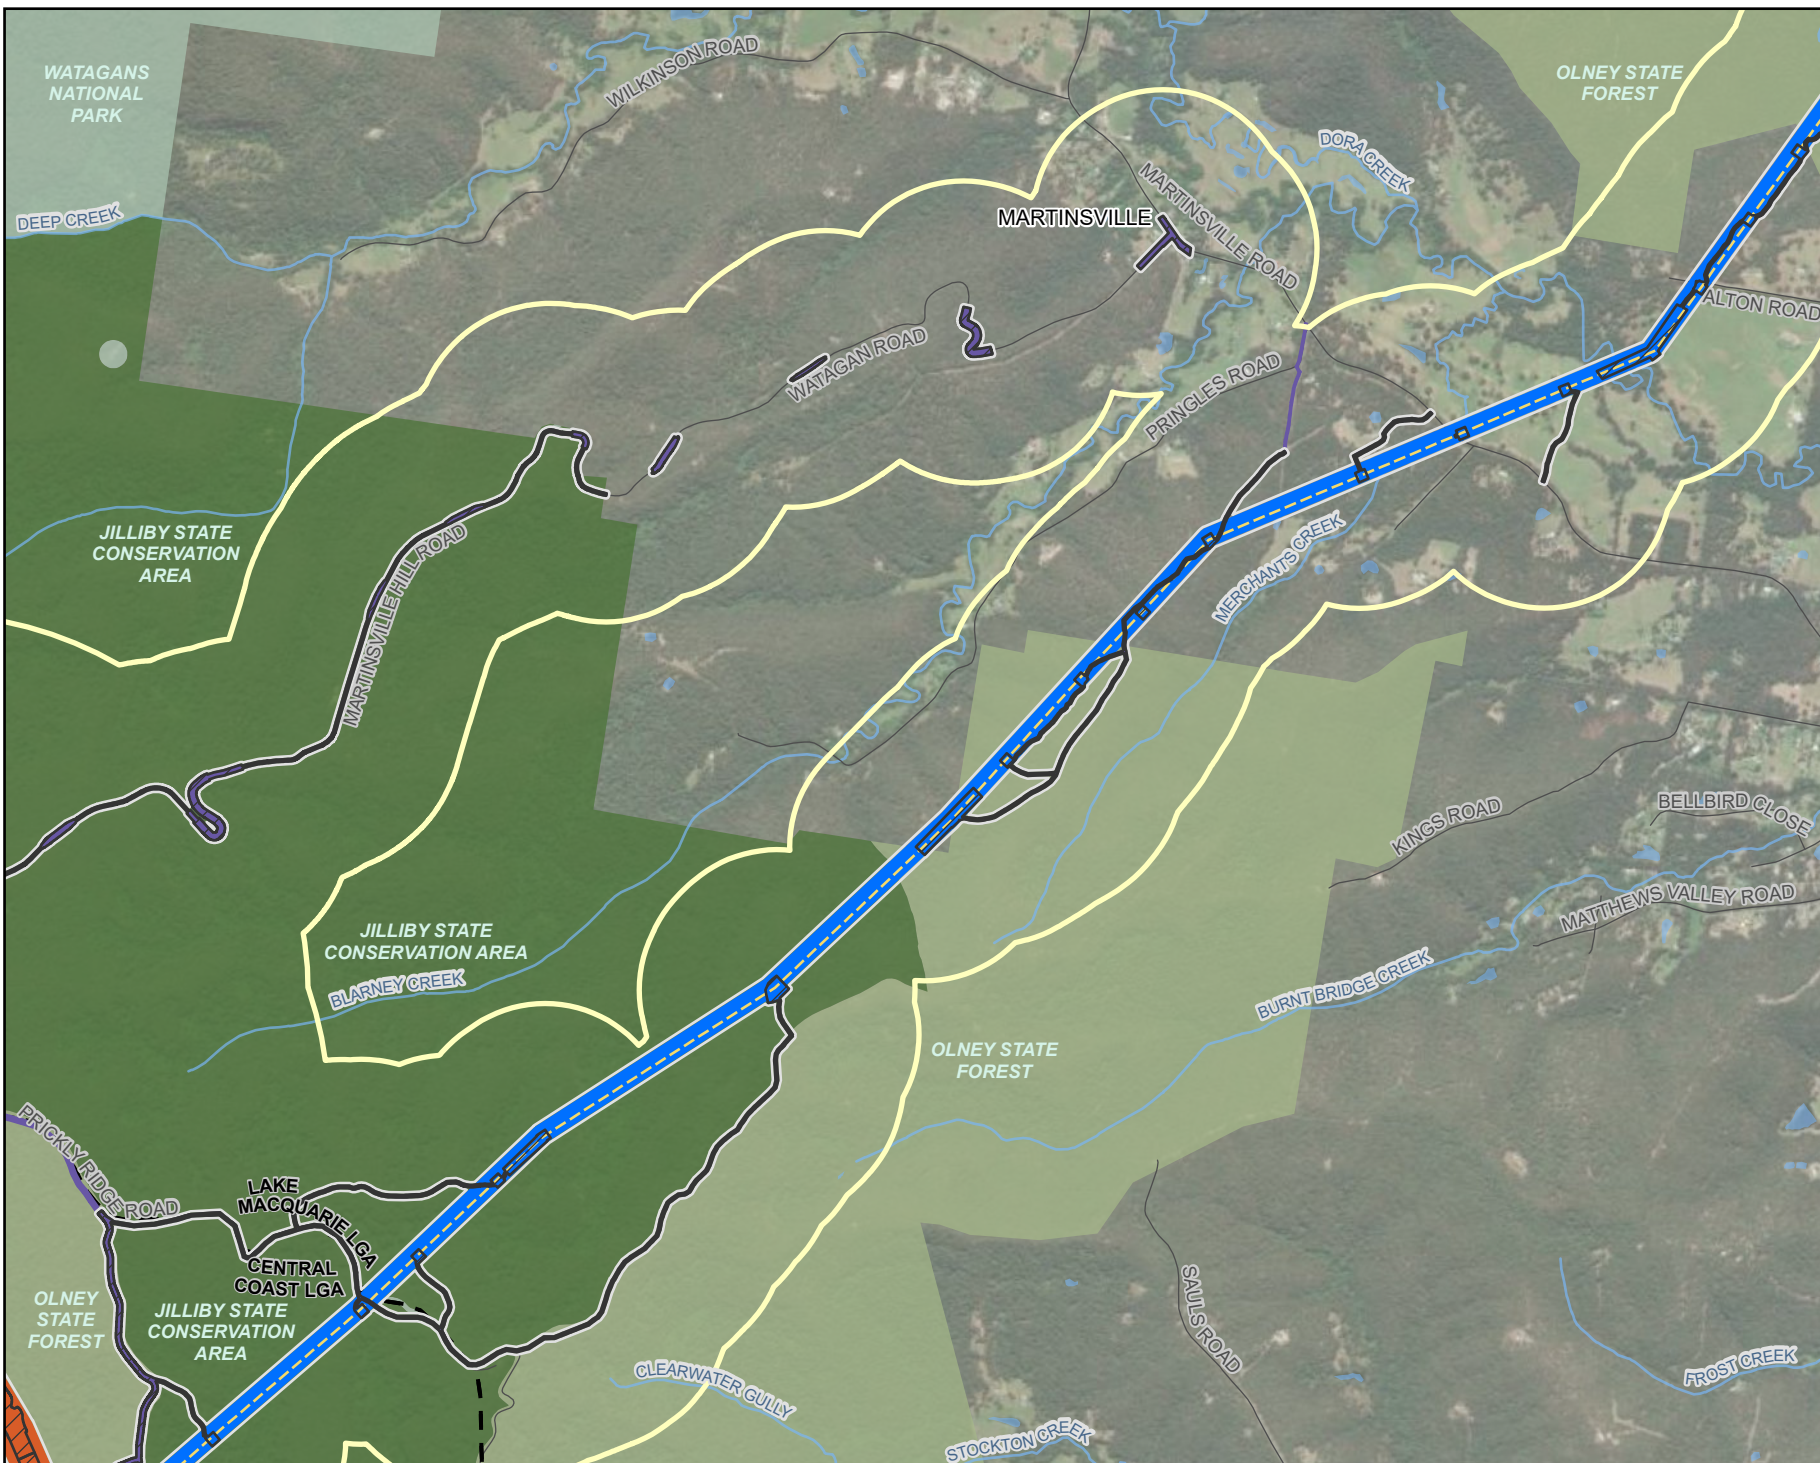 WILKINSON ROAD
WATAGANS
NATIONAL
PARK
OLNEY STATE
FOREST
DORA CREEK
DEEP CREEK
MARTINSVILLE
MARTINSVILLE ROAD
ALTON ROAD
WATAGAN ROAD
PRINGLES ROAD
JILLIBY STATE
CONSERVATION
AREA
MARTINSVILLE HILL ROAD
MERCHANTS CREEK
BELLBIRD CLOSE
KINGS ROAD
MATTHEWS VALLEY ROAD
JILLIBY STATE
CONSERVATION AREA
BLARNEY CREEK
BURNT BRIDGE CREEK
OLNEY STATE
FOREST
PRICKLY RIDGE ROAD
LAKE
MACQUARIE LGA
CENTRAL
COAST LGA
OLNEY
STATE
FOREST
JILLIBY STATE
CONSERVATION
AREA
SAULS ROAD
CLEARWATER GULLY
FROST CREEK
STOCKTON CREEK